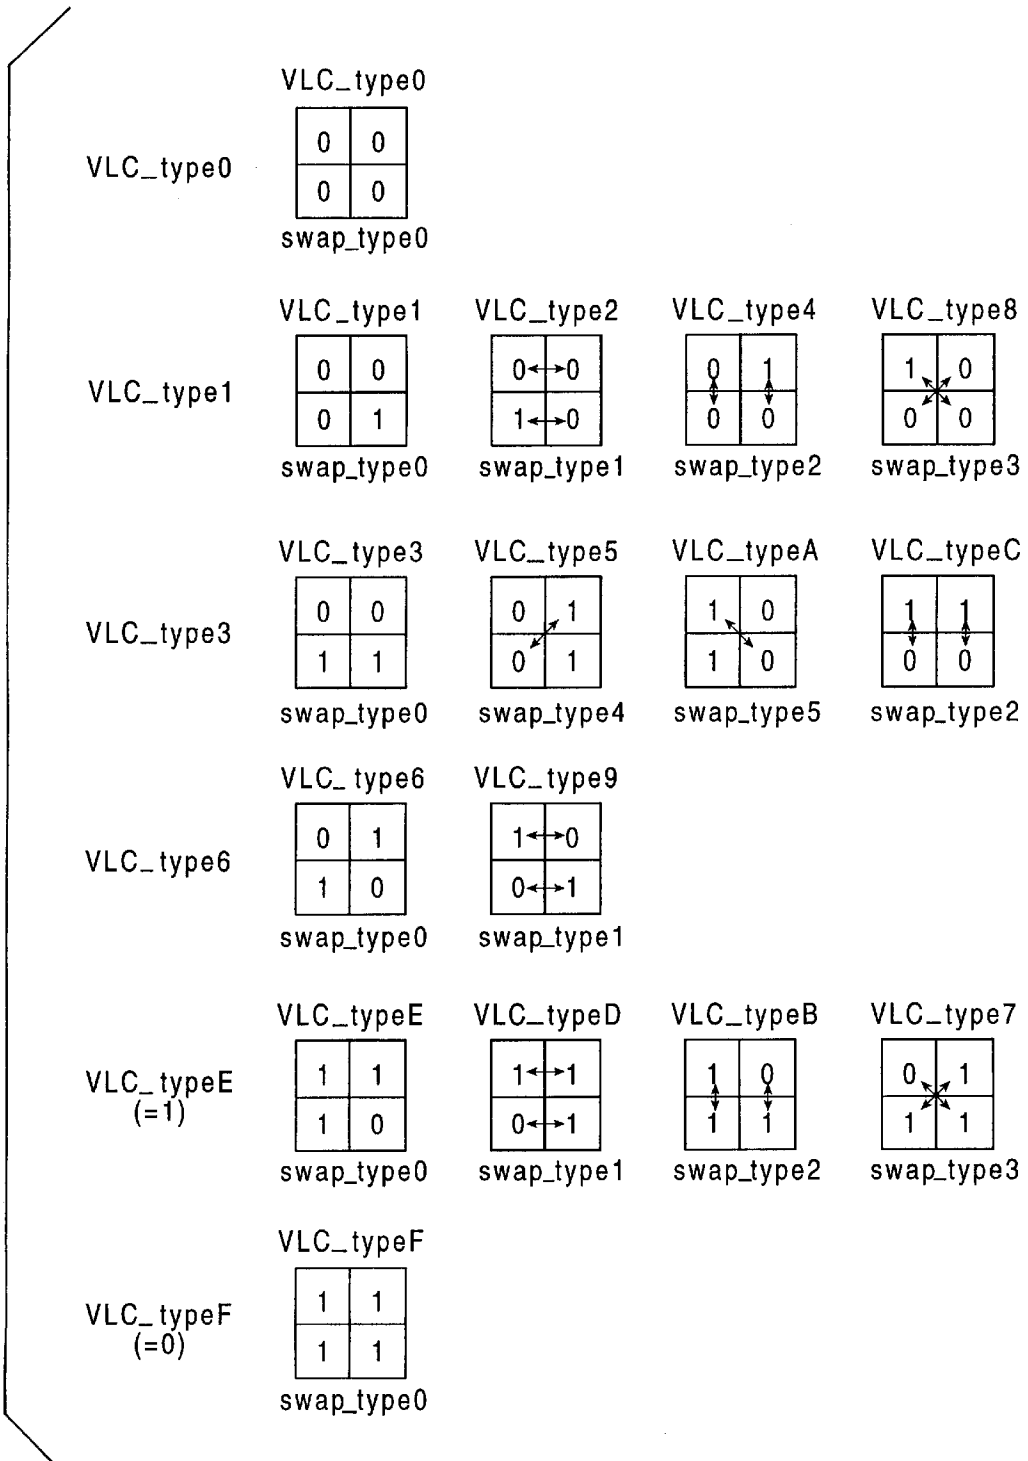 VLC_type0
VLC_type0
0 0
0 0
swap_type0
VLC_type1 VLC_type2 VLC_type4 VLC_type8
VLC_type1
0 0 0 0 0 1 1 0
0 1 1 0 0 0 0 0
swap_type0 swap_type1 swap_type2 swap_type3
VLC_type3 VLC_type5 VLC_typeA VLC_typeC
VLC_type3
0 0 0 1 1 0 1 1
1 1 0 1 1 0 0 0
swap_type0 swap_type4 swap_type5 swap_type2
VLC_type6 VLC_type9
VLC_type6
0 1 1 0
1 0 0 1
swap_type0 swap_type1
VLC_typeE VLC_typeD VLC_typeB VLC_type7
VLC_typeE
(=1)
1 1 1 1 1 0 0 1
1 0 0 1 1 1 1 1
swap_type0 swap_type1 swap_type2 swap_type3
VLC_typeF
VLC_typeF
(=0)
1 1
1 1
swap_type0